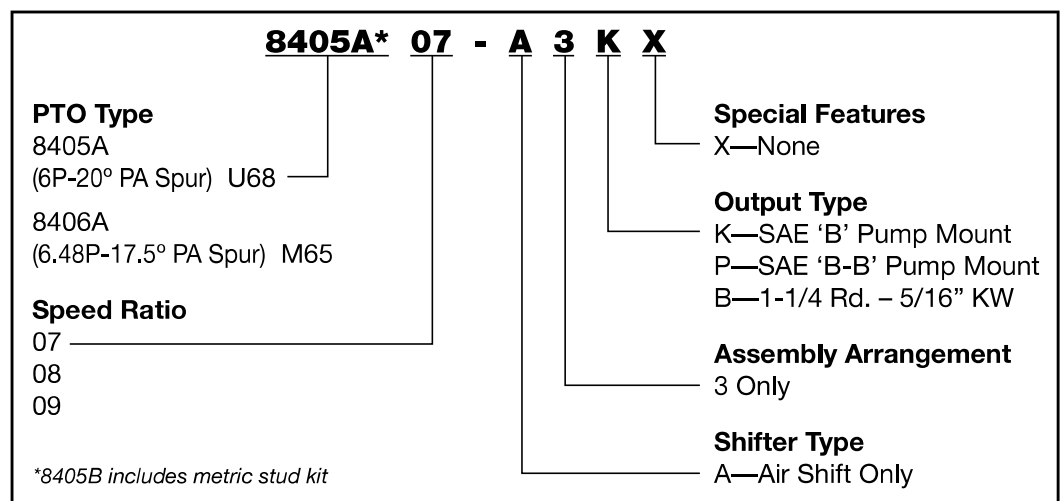 8405A* 07 - A 3 K X
PTO Type
8405A
(6P-20º PA Spur) U68
8406A
(6.48P-17.5º PA Spur) M65
Speed Ratio
07
08
09
*8405B includes metric stud kit
Special Features
X—None
Output Type
K—SAE ‘B’ Pump Mount
P—SAE ‘B-B’ Pump Mount
B—1-1/4 Rd. – 5/16” KW
Assembly Arrangement
3 Only
Shifter Type
A—Air Shift Only